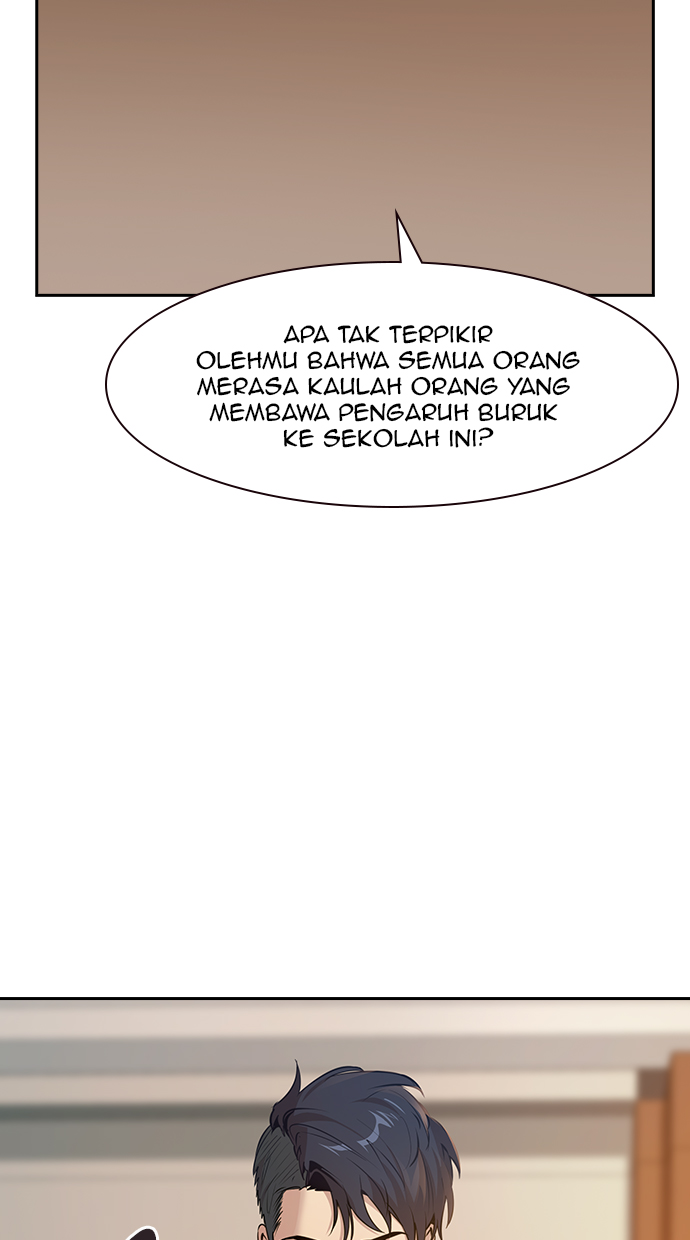 APA TAK TERPIKIR
OLEHMU BAHWA SEMUA ORANG
MERASA KAULAH ORANG YANG
MEMBAWA PENGARUH BURUK
KE SEKOLAH INI?